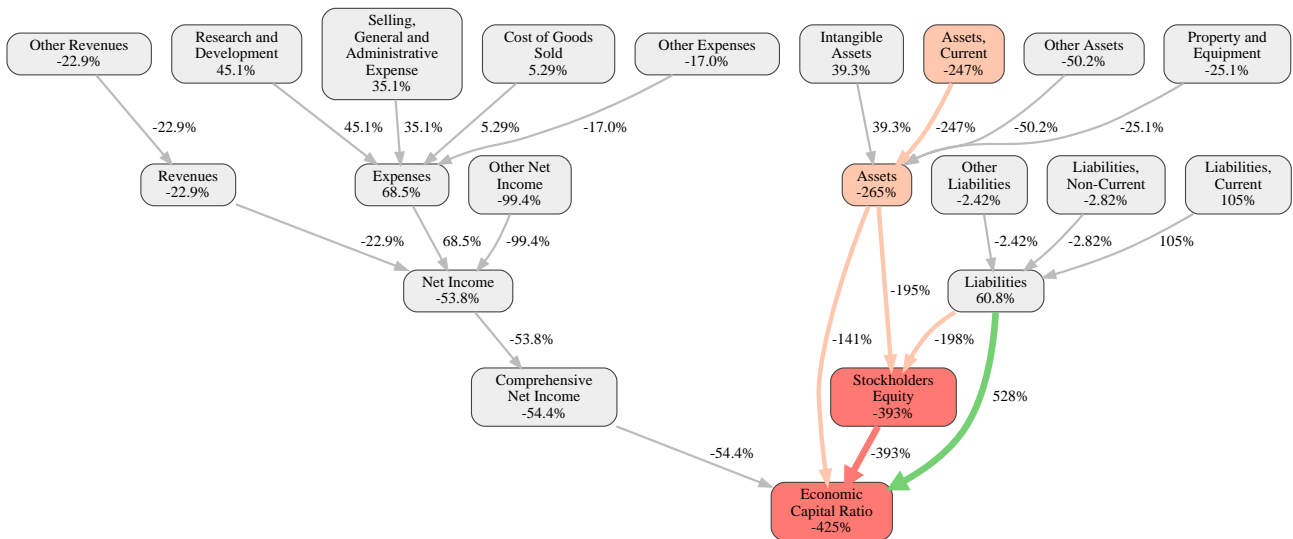 Other Revenues
-22.9%
Research and
Development
45.1%
Selling,
General and
Administrative
Expense
35.1%
Cost of Goods
Sold
5.29%
Other Expenses
-17.0%
Intangible
Assets
39.3%
Assets,
Current
-247%
Other Assets
-50.2%
Property and
Equipment
-25.1%
-22.9%
45.1%
35.1%
5.29%
-17.0%
39.3%
-247%
-50.2%
-25.1%
Revenues
-22.9%
Expenses
68.5%
Other Net
Income
-99.4%
Assets
-265%
Other
Liabilities
-2.42%
Liabilities,
Non-Current
-2.82%
Liabilities,
Current
105%
-22.9%
68.5%
-99.4%
-2.42%
-2.82%
105%
Net Income
-53.8%
-195%
Liabilities
60.8%
-53.8%
-141%
-198%
Comprehensive
Net Income
-54.4%
Stockholders
Equity
-393%
528%
-54.4%
-393%
Economic
Capital Ratio
-425%